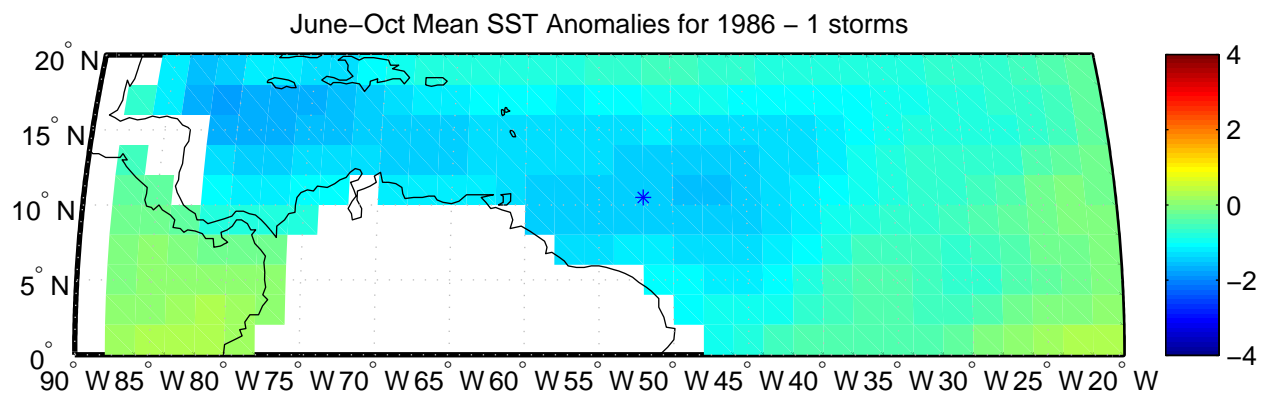 June−Oct Mean SST Anomalies for 1986 − 1 storms
20° N
15° N
10° N
5° N
0°
90° W 85° W 80° W 75° W 70° W 65° W 60° W 55° W 50° W 45° W 40° W 35° W 30° W 25° W 20° W
4
2
0
−2
−4